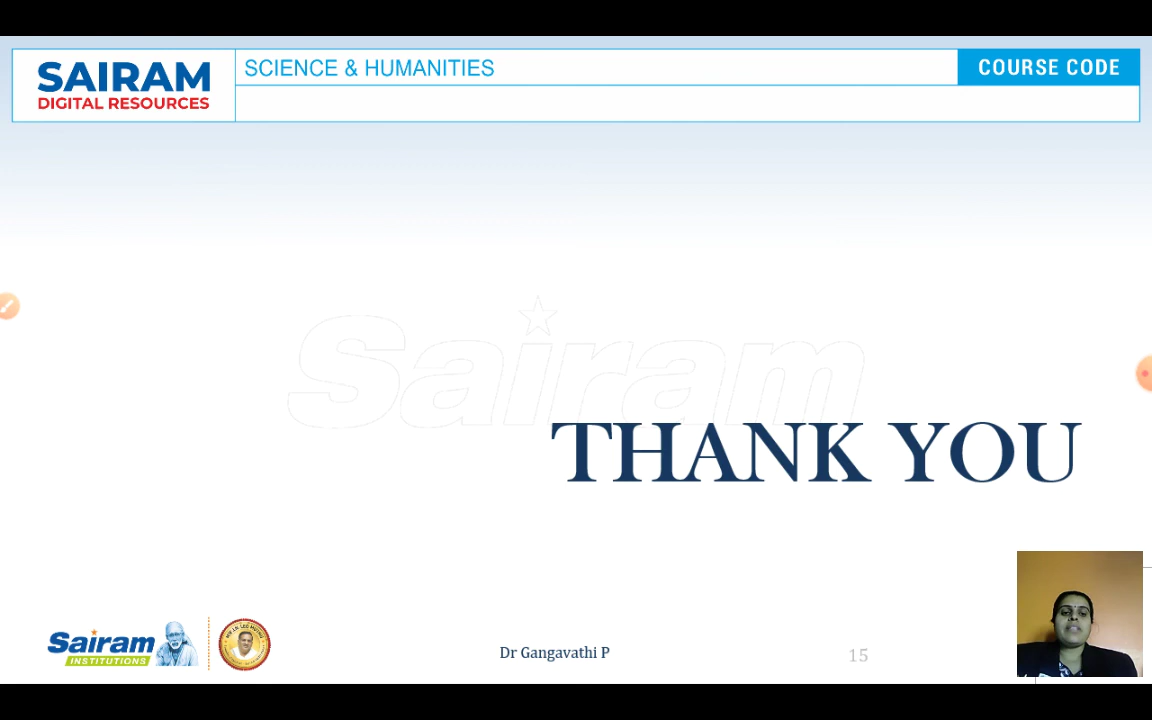 SAIRAM
DIGITAL RESOURCES
SCIENCE & HUMANITIES
COURSE CODE
Sairam
THANK YOU
Sairam
INSTITUTIONS
Dr Gangavathi P
15